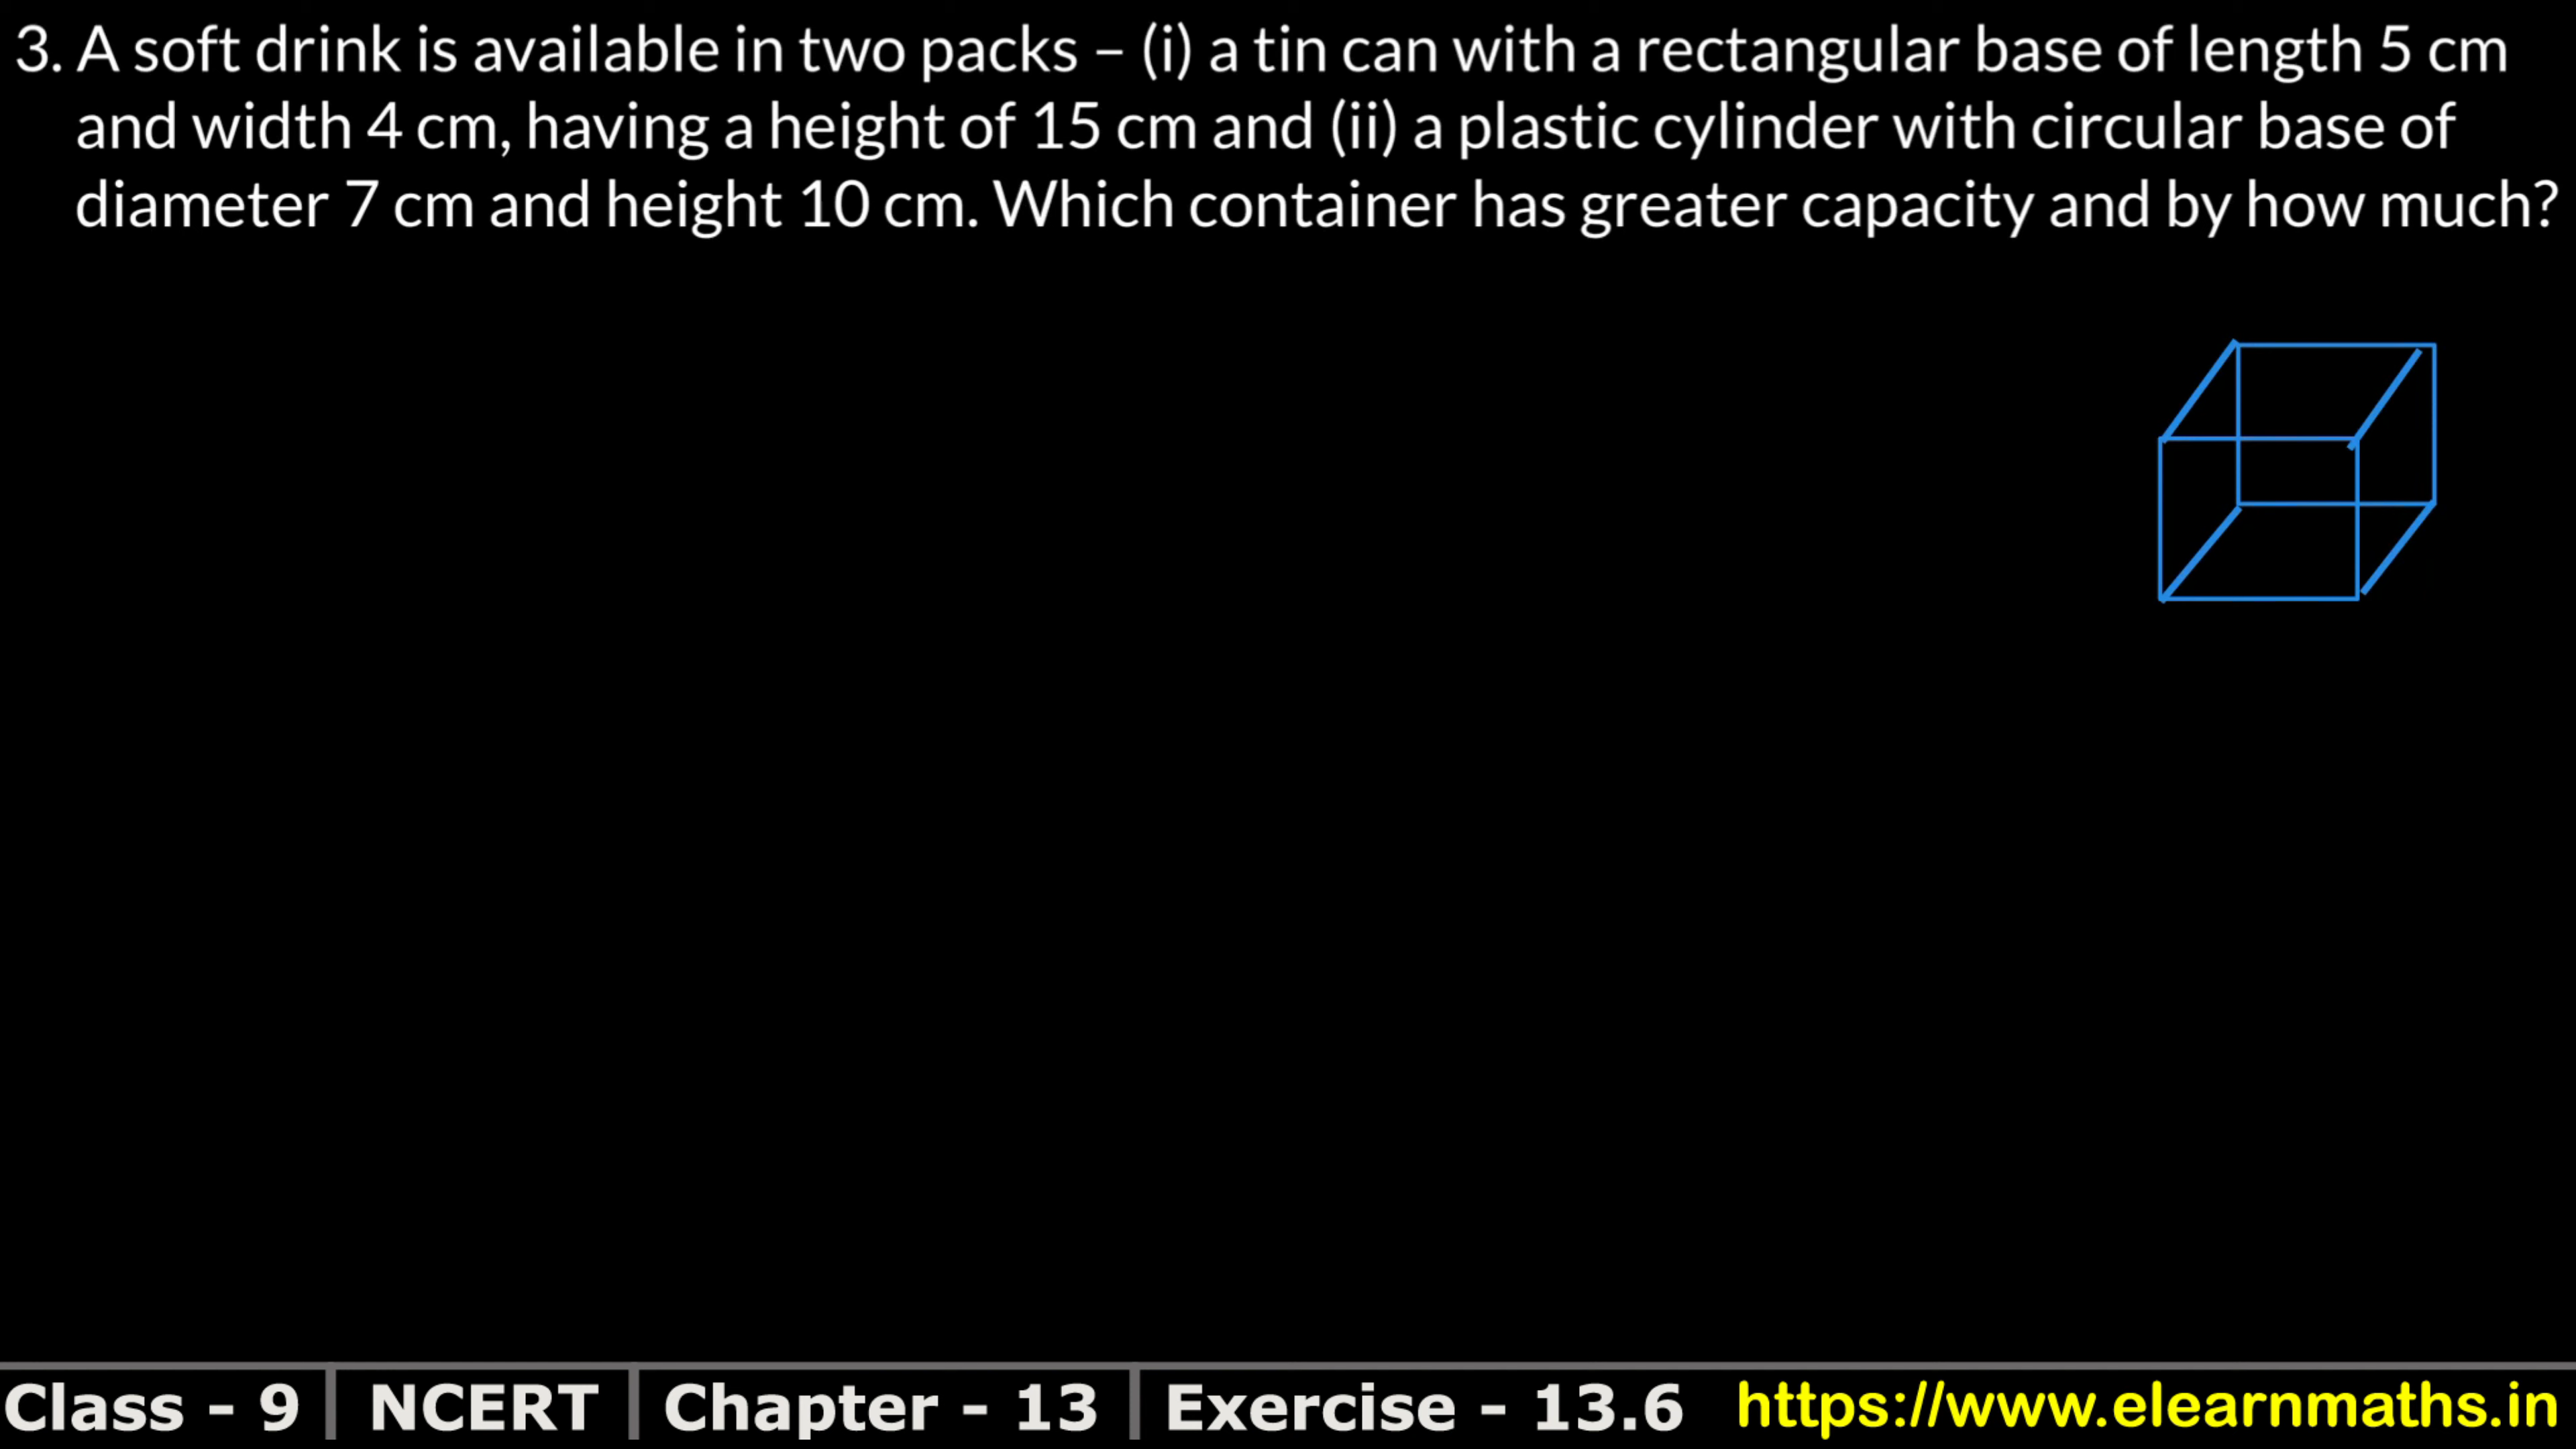 3. A soft drink is available in two packs – (i) a tin can with a rectangular base of length 5 cm
and width 4 cm, having a height of 15 cm and (ii) a plastic cylinder with circular base of
diameter 7 cm and height 10 cm. Which container has greater capacity and by how much?
Class - 9 NCERT Chapter - 13 Exercise - 13.6 https://www.elearnmaths.in